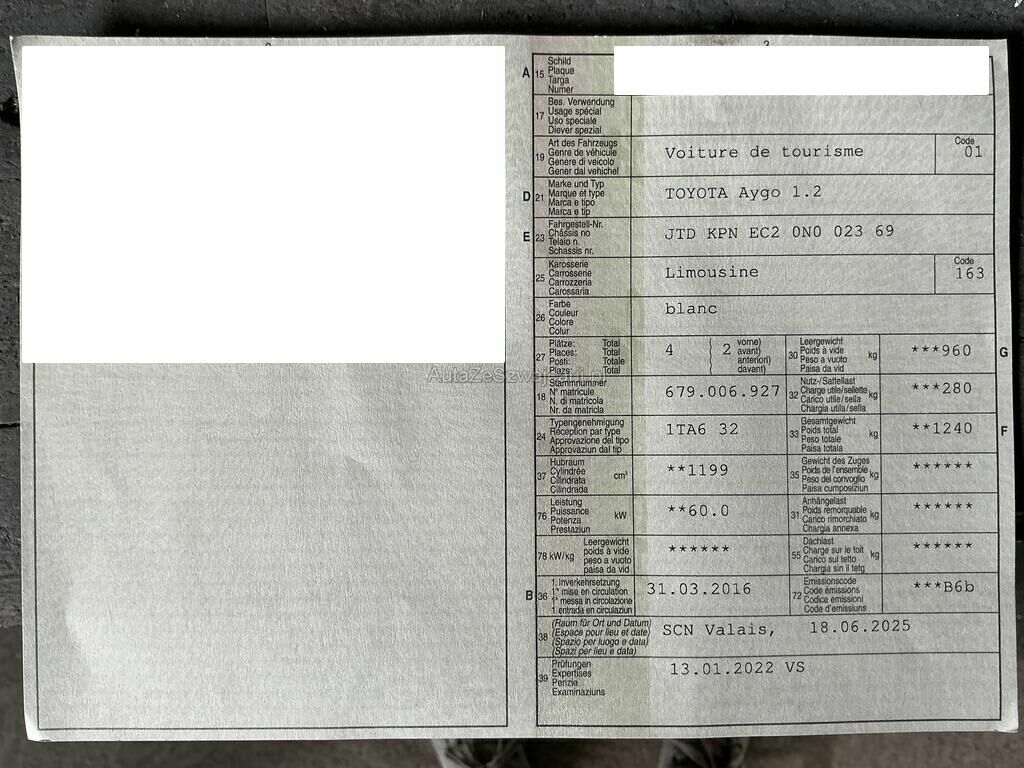 A 15 Schild
Plaque
Targa
Numer
17 Bes. Verwendung
Usage spécial
Uso speciale
Diever spezial
19 Art des Fahrzeugs
Genre de véhicule
Genere di veicolo
Gener dal vehichel
Voiture de tourisme
Code
01
D 21 Marke und Typ
Marque et type
Marca e tipo
Marca e tip
TOYOTA Aygo 1.2
E 23 Fahrgestell-Nr.
Châssis no
Telaio n.
Schassis nr.
JTD KPN EC2 0N0 023 69
25 Karosserie
Carrosserie
Carrozzeria
Carossaria
Limousine
Code
163
26 Farbe
Couleur
Colore
Colur
blanc
27 Plätze: Total
Places: Total
Posti: Totale
Plazs: Total
4 2 vorne)
avant)
anteriori)
davant)
30 Leergewicht
Poids à vide
Peso a vuoto
Paisa da vid
kg ***960 G
AutaZeSzwajcarii.pl
18 Stammnummer
N° matricule
N. di matricola
Nr. da matricla
679.006.927
32 Nutz-/Sattellast
Charge utile/sellette
Carico utile/sella
Chargia utila/sella
kg ***280
24 Typengenehmigung
Réception par type
Approvazione del tipo
Approvaziun dal tip
1TA6 32
33 Gesamtgewicht
Poids total
Peso totale
Paisa totala
kg **1240 F
37 Hubraum
Cylindrée
Cilindrata
Cilindrada
cm³ **1199
35 Gewicht des Zuges
Poids de l'ensemble
Peso del convoglio
Paisa cumposiziun
kg ******
76 Leistung
Puissance
Potenza
Prestaziun
kW **60.0
31 Anhängelast
Poids remorquable
Carico rimorchiato
Chargia annexa
kg ******
78 kW/kg Leergewicht
poids à vide
peso a vuoto
paisa da vid
******
55 Dachlast
Charge sur le toit
Carico sul tetto
Chargia sin il tetg
kg ******
B 36 1. Inverkehrsetzung
1re mise en circulation
1a messa in circolazione
1. entrada en circulaziun
31.03.2016
72 Emissionscode
Code émissions
Codice emissioni
Code d'emissiuns
***B6b
38 (Raum für Ort und Datum)
(Espace pour lieu et date)
(Spazio per luogo e data)
(Spazi per lieu e data)
SCN Valais, 18.06.2025
39 Prüfungen
Expertises
Perizie
Examinaziuns
13.01.2022 VS